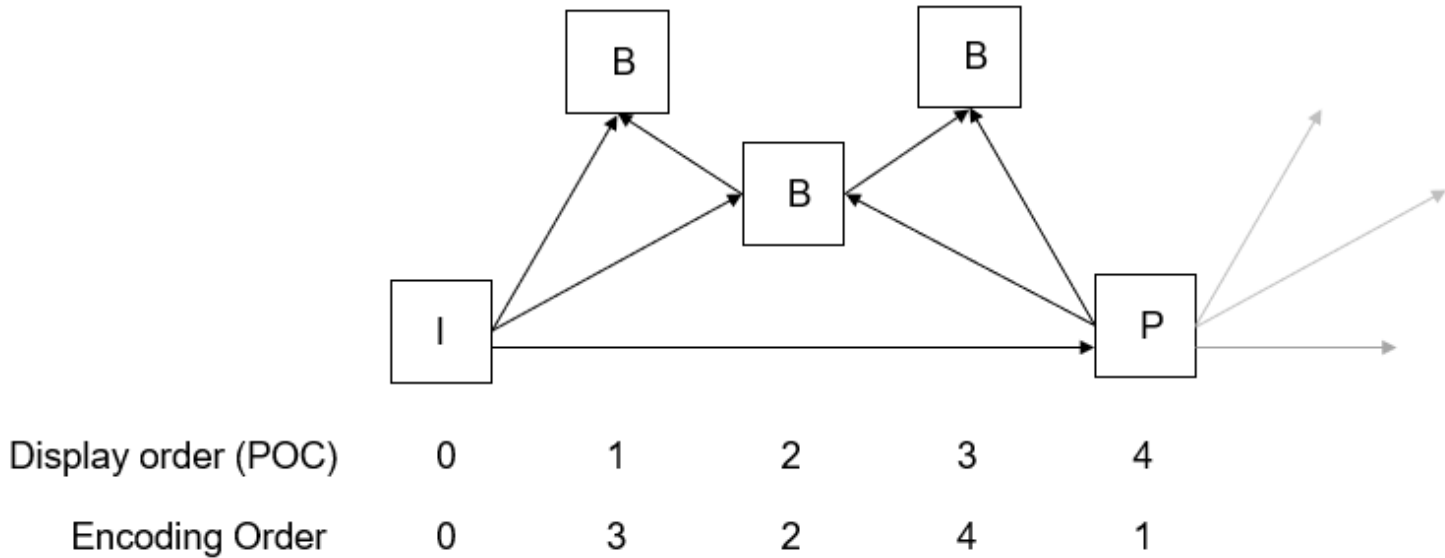 B B
B
I P
Display order (POC) 0 1 2 3 4
Encoding Order 0 3 2 4 1